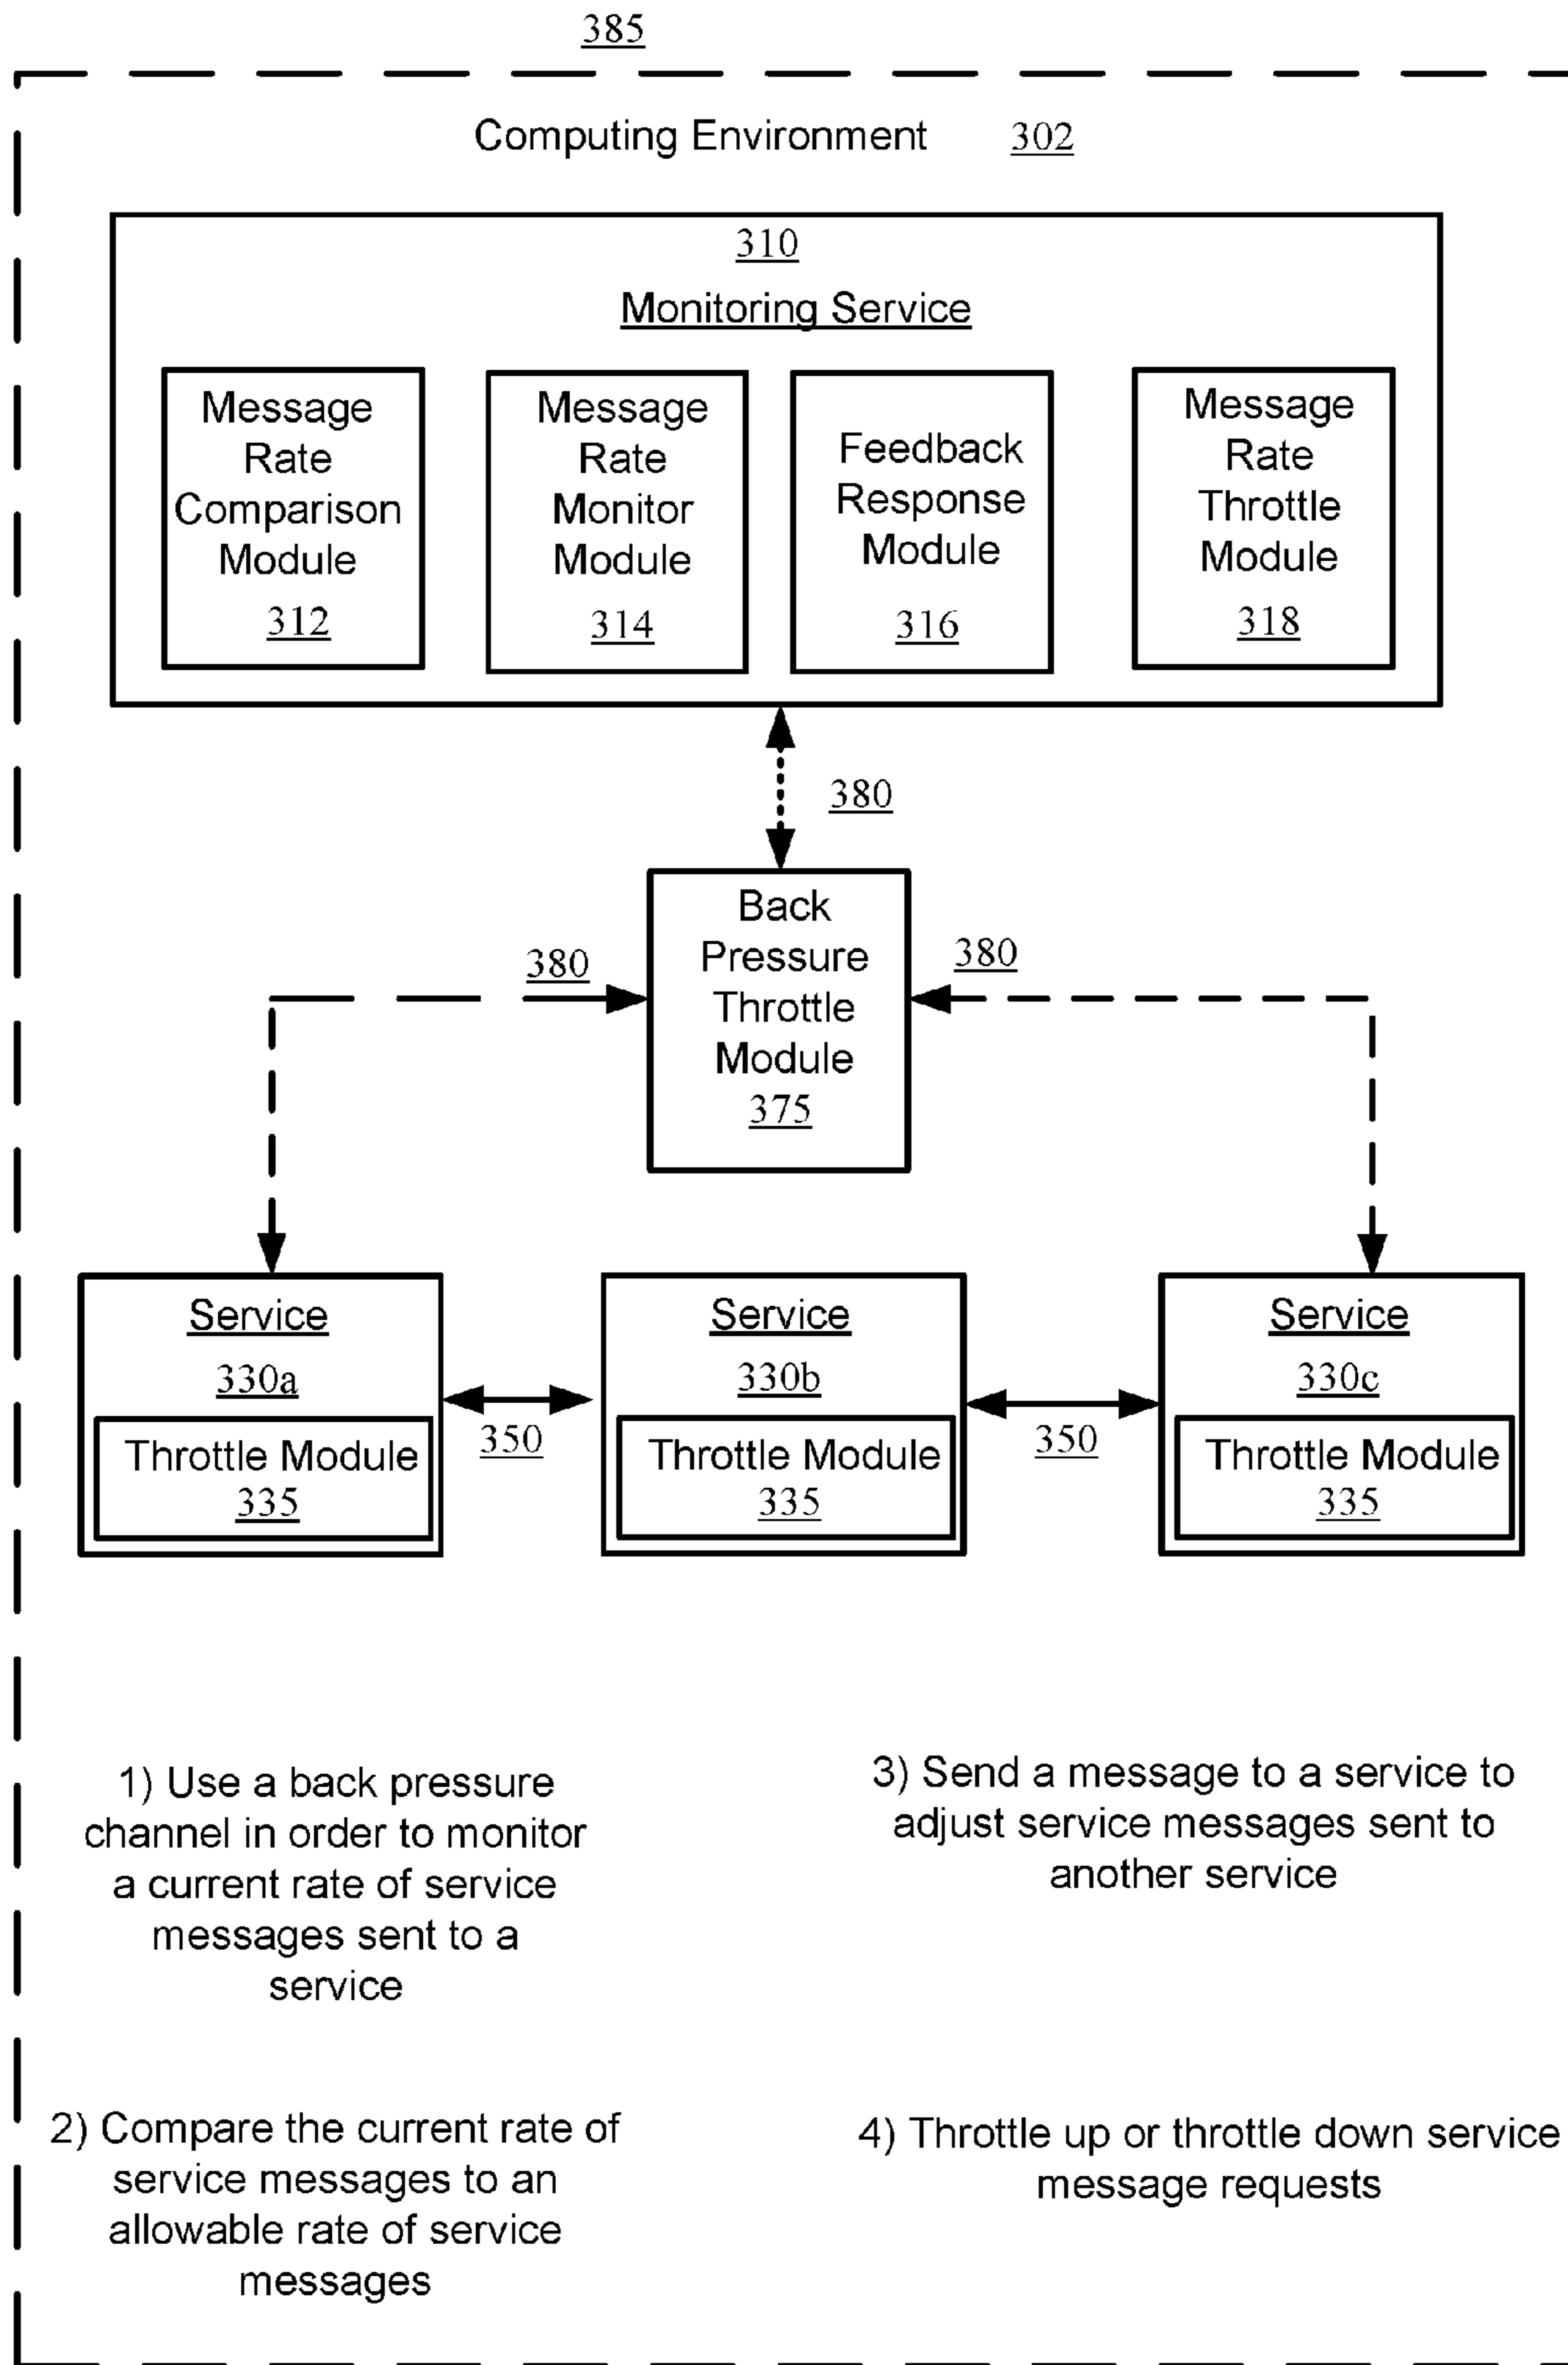 385
Computing Environment 302
310
Monitoring Service
Message
Rate
Comparison
Module
312
Message
Rate
Monitor
Module
314
Feedback
Response
Module
316
Message
Rate
Throttle
Module
318
380
Back
Pressure
Throttle
Module
375
380
380
Service
330a
Throttle Module
335
350
Service
330b
Throttle Module
335
350
Service
330c
Throttle Module
335
1) Use a back pressure
channel in order to monitor
a current rate of service
messages sent to a
service
2) Compare the current rate of
service messages to an
allowable rate of service
messages
3) Send a message to a service to
adjust service messages sent to
another service
4) Throttle up or throttle down service
message requests